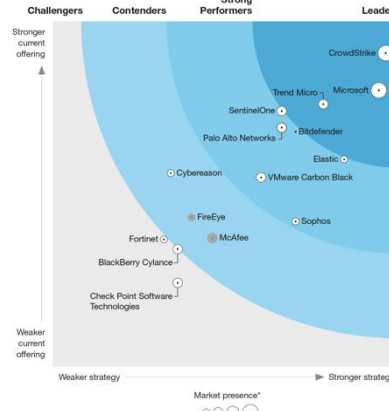 Challengers
Contenders
Strong
Performers
Leade
Stronger
current
offering
CrowdStrike
Microsoft
Trend Micro
SentinelOne
Bitdefender
Palo Alto Networks
Elastic
Cybereason
VMware Carbon Black
FireEye
Sophos
Fortinet
McAfee
BlackBerry Cylance
Check Point Software
Technologies
Weaker
current
offering
Weaker strategy
Stronger strateg
Market presence*